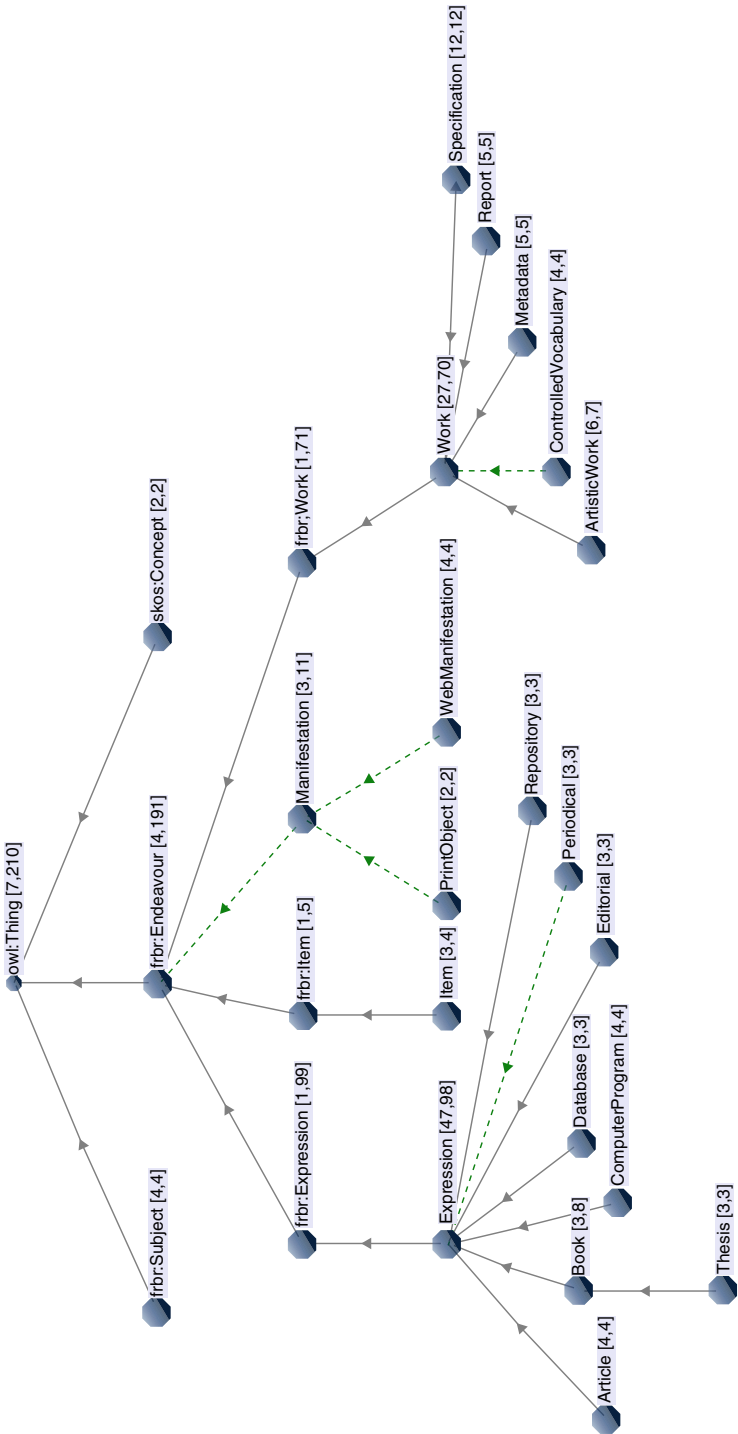 owl:Thing [7,210]
frbr:Subject [4,4]
frbr:Endeavour [4,191]
skos:Concept [2,2]
frbr:Expression [1,99]
frbr:Item [1,5]
Manifestation [3,11]
frbr;Work [1,71]
Expression [47,98]
Item [3,4]
PrintObject [2,2]
WebManifestation [4,4]
Work [27,70]
Article [4,4]
Book [3,8]
ComputerProgram [4,4]
Database [3,3]
Editorial [3,3]
Periodical [3,3]
Repository [3,3]
ArtisticWork [6,7]
ControlledVocabulary [4,4]
Metadata [5,5]
Report [5,5]
Specification [12,12]
Thesis [3,3]